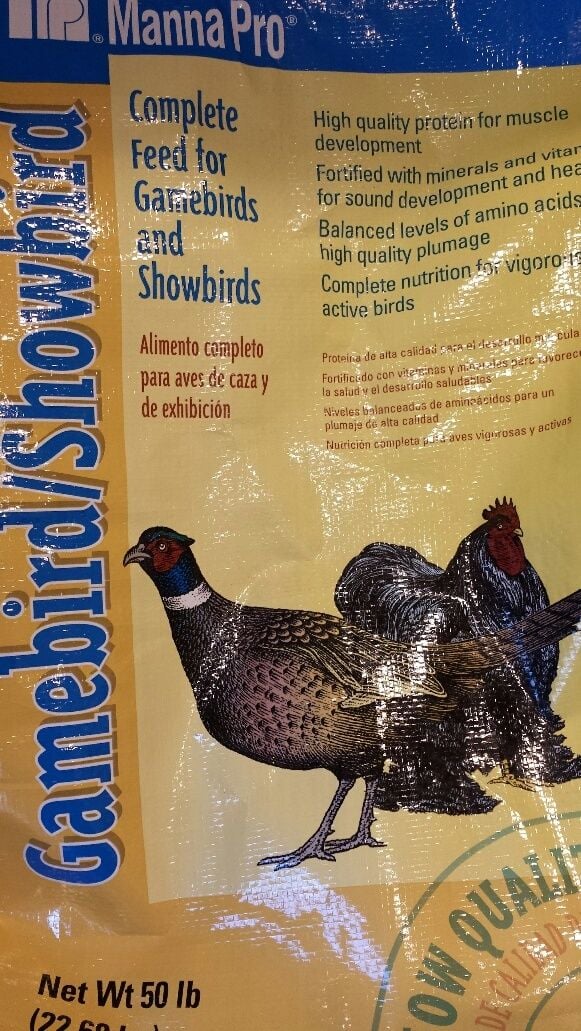 Manna Pro®
Gamebird/Showbird
Complete
Feed for
Gamebirds
and
Showbirds
High quality protein for muscle
development
Fortified with minerals and
for sound development and
Balanced levels of amino acids
high quality plumage
Complete nutrition for
active birds
Alimento completo
para aves de caza y
de exhibición
Proteína de alta calidad para el desarrollo
Fortificado con vitaminas y minerales para
la salud y el desarrollo saludables
Niveles balanceados de aminoácidos para un
plumaje de alta calidad
Nutrición completa para aves vigorosas y activas
Net Wt 50 lb